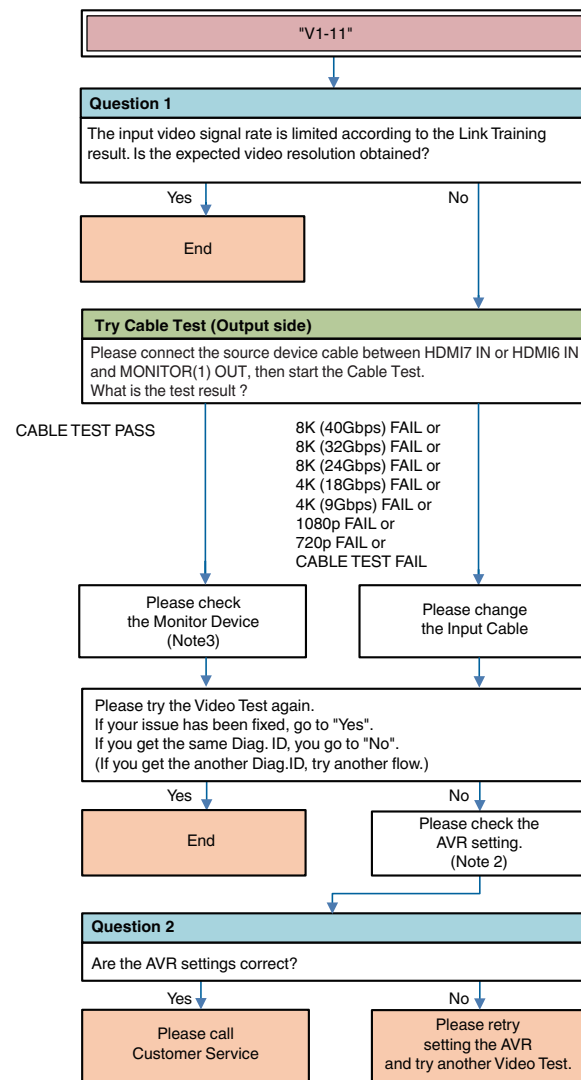 "V1-11"
Question 1
The input video signal rate is limited according to the Link Training
result. Is the expected video resolution obtained?
Yes
No
End
Try Cable Test (Output side)
Please connect the source device cable between HDMI7 IN or HDMI6 IN
and MONITOR(1) OUT, then start the Cable Test.
What is the test result ?
CABLE TEST PASS
8K (40Gbps) FAIL or
8K (32Gbps) FAIL or
8K (24Gbps) FAIL or
4K (18Gbps) FAIL or
4K (9Gbps) FAIL or
1080p FAIL or
720p FAIL or
CABLE TEST FAIL
Please check
the Monitor Device
(Note3)
Please change
the Input Cable
Please try the Video Test again.
If your issue has been fixed, go to "Yes".
If you get the same Diag. ID, you go to "No".
(If you get the another Diag.ID, try another flow.)
Yes
No
End
Please check the
AVR setting.
(Note 2)
Question 2
Are the AVR settings correct?
Yes
No
Please call
Customer Service
Please retry
setting the AVR
and try another Video Test.